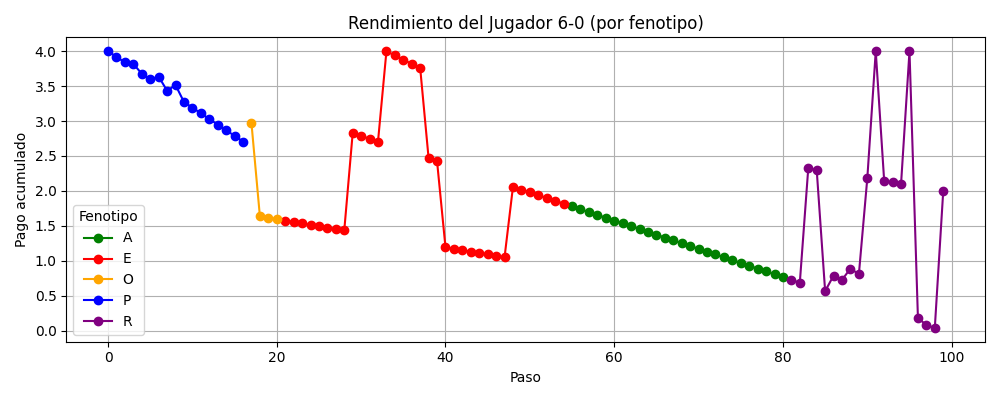 Rendimiento del Jugador 6-0 (por fenotipo)
Pago acumulado
4.0
3.5
3.0
2.5
2.0
1.5
1.0
0.5
0.0
Fenotipo
A
E
O
P
R
0 20 40 60 80 100
Paso